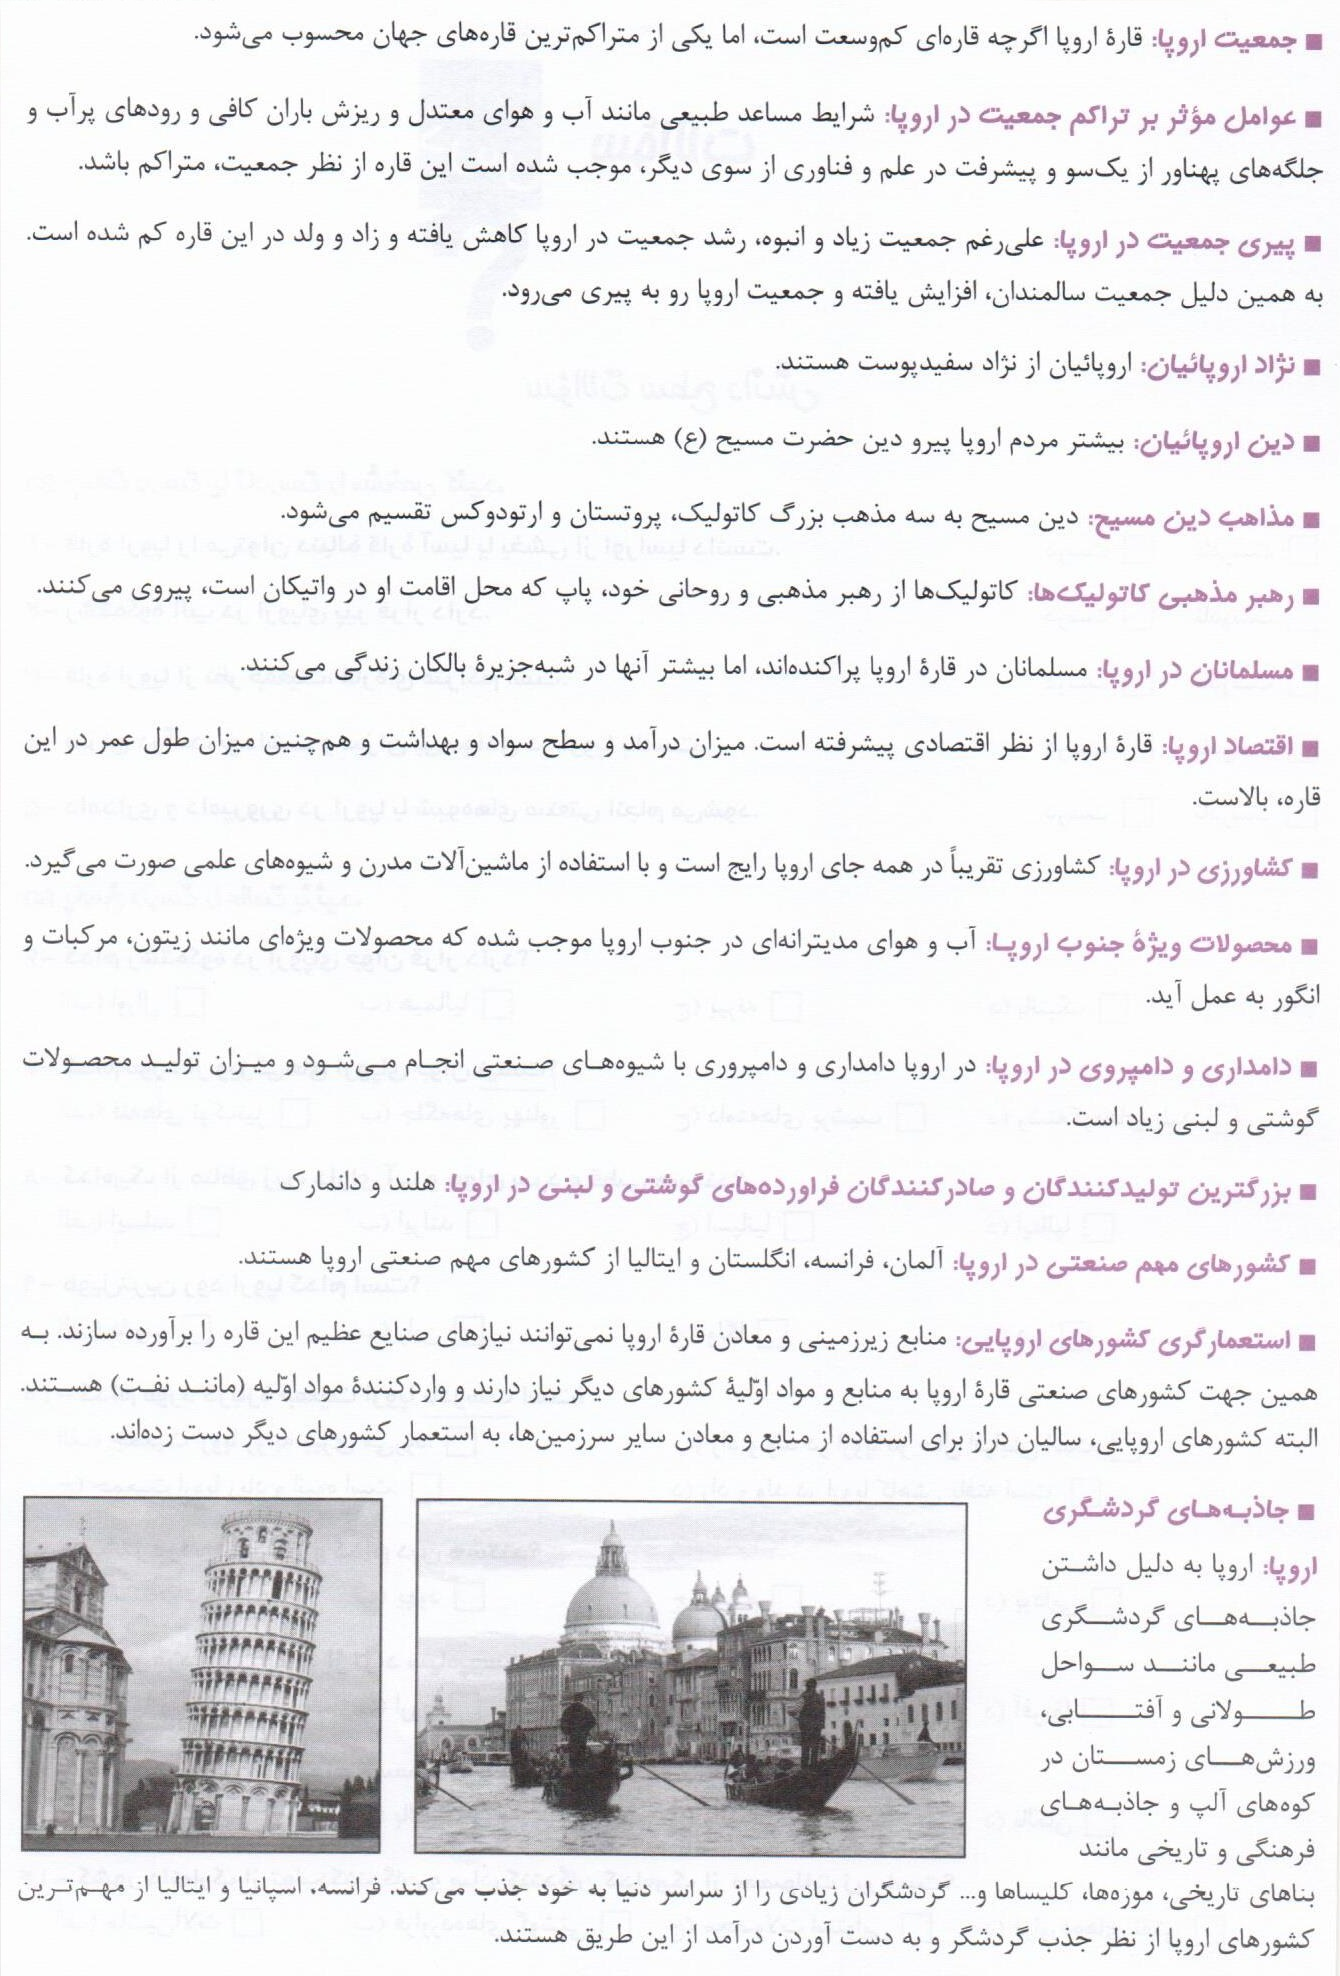 ■ جمعیت اروپا: قارهٔ اروپا اگرچه قاره‌ای کم‌وسعت است، اما یکی از متراکم‌ترین قاره‌های جهان محسوب می‌شود.
■ عوامل مؤثر بر تراکم جمعیت در اروپا: شرایط مساعد طبیعی مانند آب و هوای معتدل و ریزش باران کافی و رودهای پرآب و
جلگه‌های پهناور از یک‌سو و پیشرفت در علم و فناوری از سوی دیگر، موجب شده است این قاره از نظر جمعیت، متراکم باشد.
■ پیری جمعیت در اروپا: علی‌رغم جمعیت زیاد و انبوه، رشد جمعیت در اروپا کاهش یافته و زاد و ولد در این قاره کم شده است.
به همین دلیل جمعیت سالمندان، افزایش یافته و جمعیت اروپا رو به پیری می‌رود.
■ نژاد اروپائیان: اروپائیان از نژاد سفیدپوست هستند.
■ دین اروپائیان: بیشتر مردم اروپا پیرو دین حضرت مسیح (ع) هستند.
■ مذاهب دین مسیح: دین مسیح به سه مذهب بزرگ کاتولیک، پروتستان و ارتودوکس تقسیم می‌شود.
■ رهبر مذهبی کاتولیک‌ها: کاتولیک‌ها از رهبر مذهبی و روحانی خود، پاپ که محل اقامت او در واتیکان است، پیروی می‌کنند.
■ مسلمانان در اروپا: مسلمانان در قارهٔ اروپا پراکنده‌اند، اما بیشتر آنها در شبه‌جزیرهٔ بالکان زندگی می‌کنند.
■ اقتصاد اروپا: قارهٔ اروپا از نظر اقتصادی پیشرفته است. میزان درآمد و سطح سواد و بهداشت و هم‌چنین میزان طول عمر در این
قاره، بالاست.
■ کشاورزی در اروپا: کشاورزی تقریباً در همه جای اروپا رایج است و با استفاده از ماشین‌آلات مدرن و شیوه‌های علمی صورت می‌گیرد.
■ محصولات ویژهٔ جنوب اروپا: آب و هوای مدیترانه‌ای در جنوب اروپا موجب شده که محصولات ویژه‌ای مانند زیتون، مرکبات و
انگور به عمل آید.
■ دامداری و دامپروی در اروپا: در اروپا دامداری و دامپروری با شیوه‌های صنعتی انجام می‌شود و میزان تولید محصولات
گوشتی و لبنی زیاد است.
■ بزرگترین تولیدکنندگان و صادرکنندگان فراورده‌های گوشتی و لبنی در اروپا: هلند و دانمارک
■ کشورهای مهم صنعتی در اروپا: آلمان، فرانسه، انگلستان و ایتالیا از کشورهای مهم صنعتی اروپا هستند.
■ استعمارگری کشورهای اروپایی: منابع زیرزمینی و معادن قارهٔ اروپا نمی‌توانند نیازهای صنایع عظیم این قاره را برآورده سازند. به
همین جهت کشورهای صنعتی قارهٔ اروپا به منابع و مواد اوّلیهٔ کشورهای دیگر نیاز دارند و واردکنندهٔ مواد اوّلیه (مانند نفت) هستند.
البته کشورهای اروپایی، سالیان دراز برای استفاده از منابع و معادن سایر سرزمین‌ها، به استعمار کشورهای دیگر دست زده‌اند.
■ جاذبه‌های گردشگری
اروپا: اروپا به دلیل داشتن
جاذبه‌های گردشگری
طبیعی مانند سواحل
طولانی و آفتابی،
ورزش‌های زمستان در
کوه‌های آلپ و جاذبه‌های
فرهنگی و تاریخی مانند
بناهای تاریخی، موزه‌ها، کلیساها و... گردشگران زیادی را از سراسر دنیا به خود جذب می‌کند. فرانسه، اسپانیا و ایتالیا از مهم‌ترین
کشورهای اروپا از نظر جذب گردشگر و به دست آوردن درآمد از این طریق هستند.